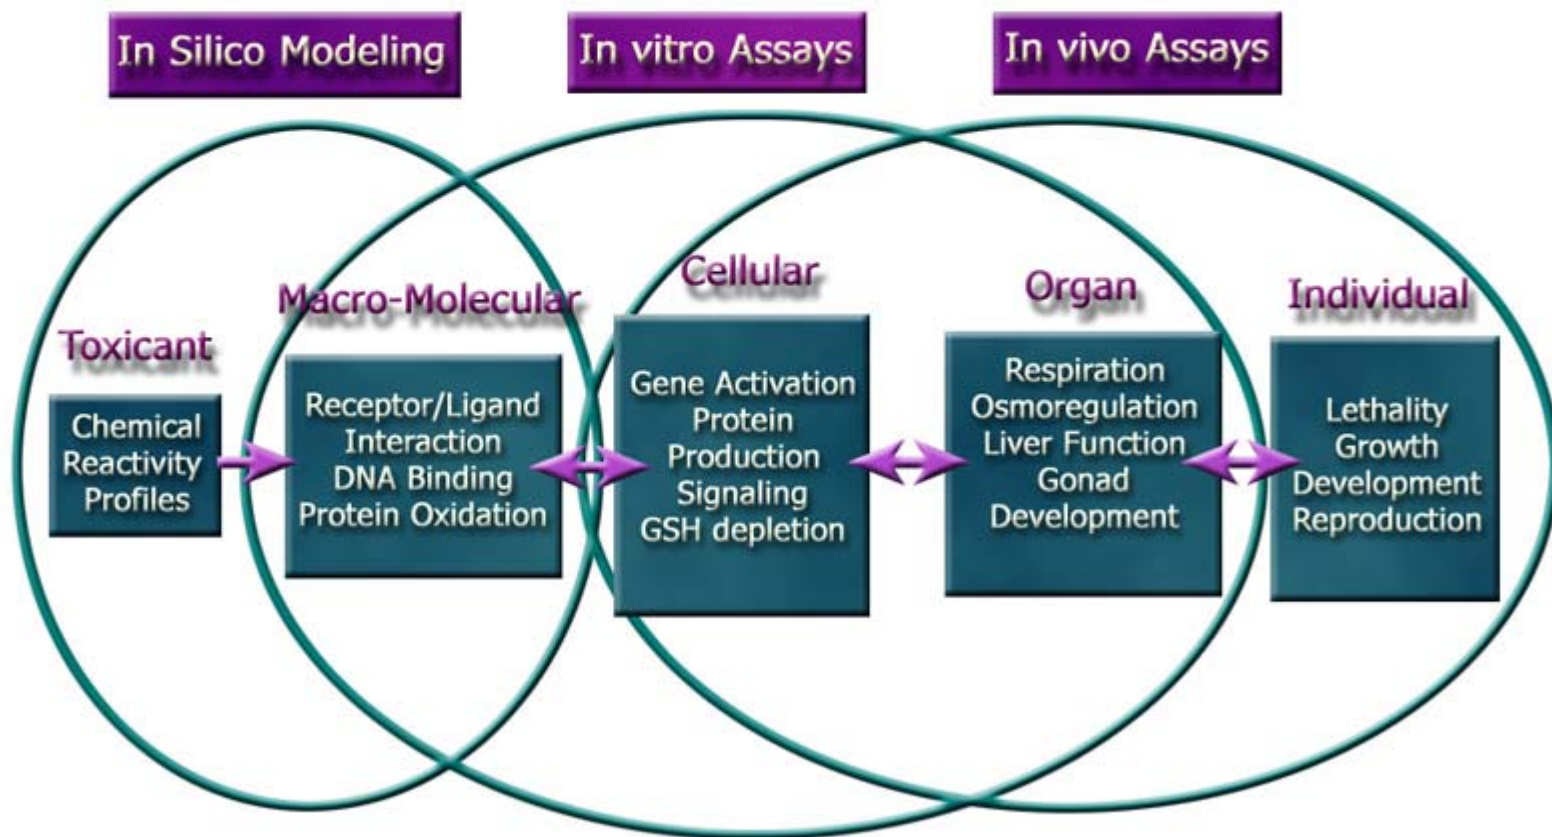 In Silico Modeling
In vitro Assays
In vivo Assays
Toxicant
Chemical
Reactivity
Profiles
Macro-Molecular
Receptor/Ligand
Interaction
DNA Binding
Protein Oxidation
Cellular
Gene Activation
Protein
Production
Signaling
GSH depletion
Organ
Respiration
Osmoregulation
Liver Function
Gonad
Development
Individual
Lethality
Growth
Development
Reproduction